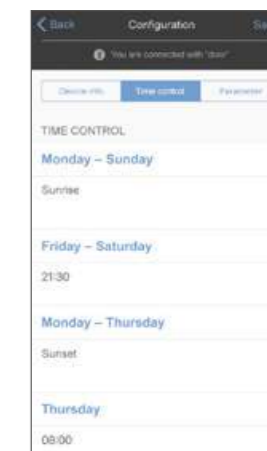 Back Configuration Sa
You are connected with "door"
Device info Time control Parameter
TIME CONTROL
Monday – Sunday
Sunrise
Friday – Saturday
21:30
Monday – Thursday
Sunset
Thursday
08:00